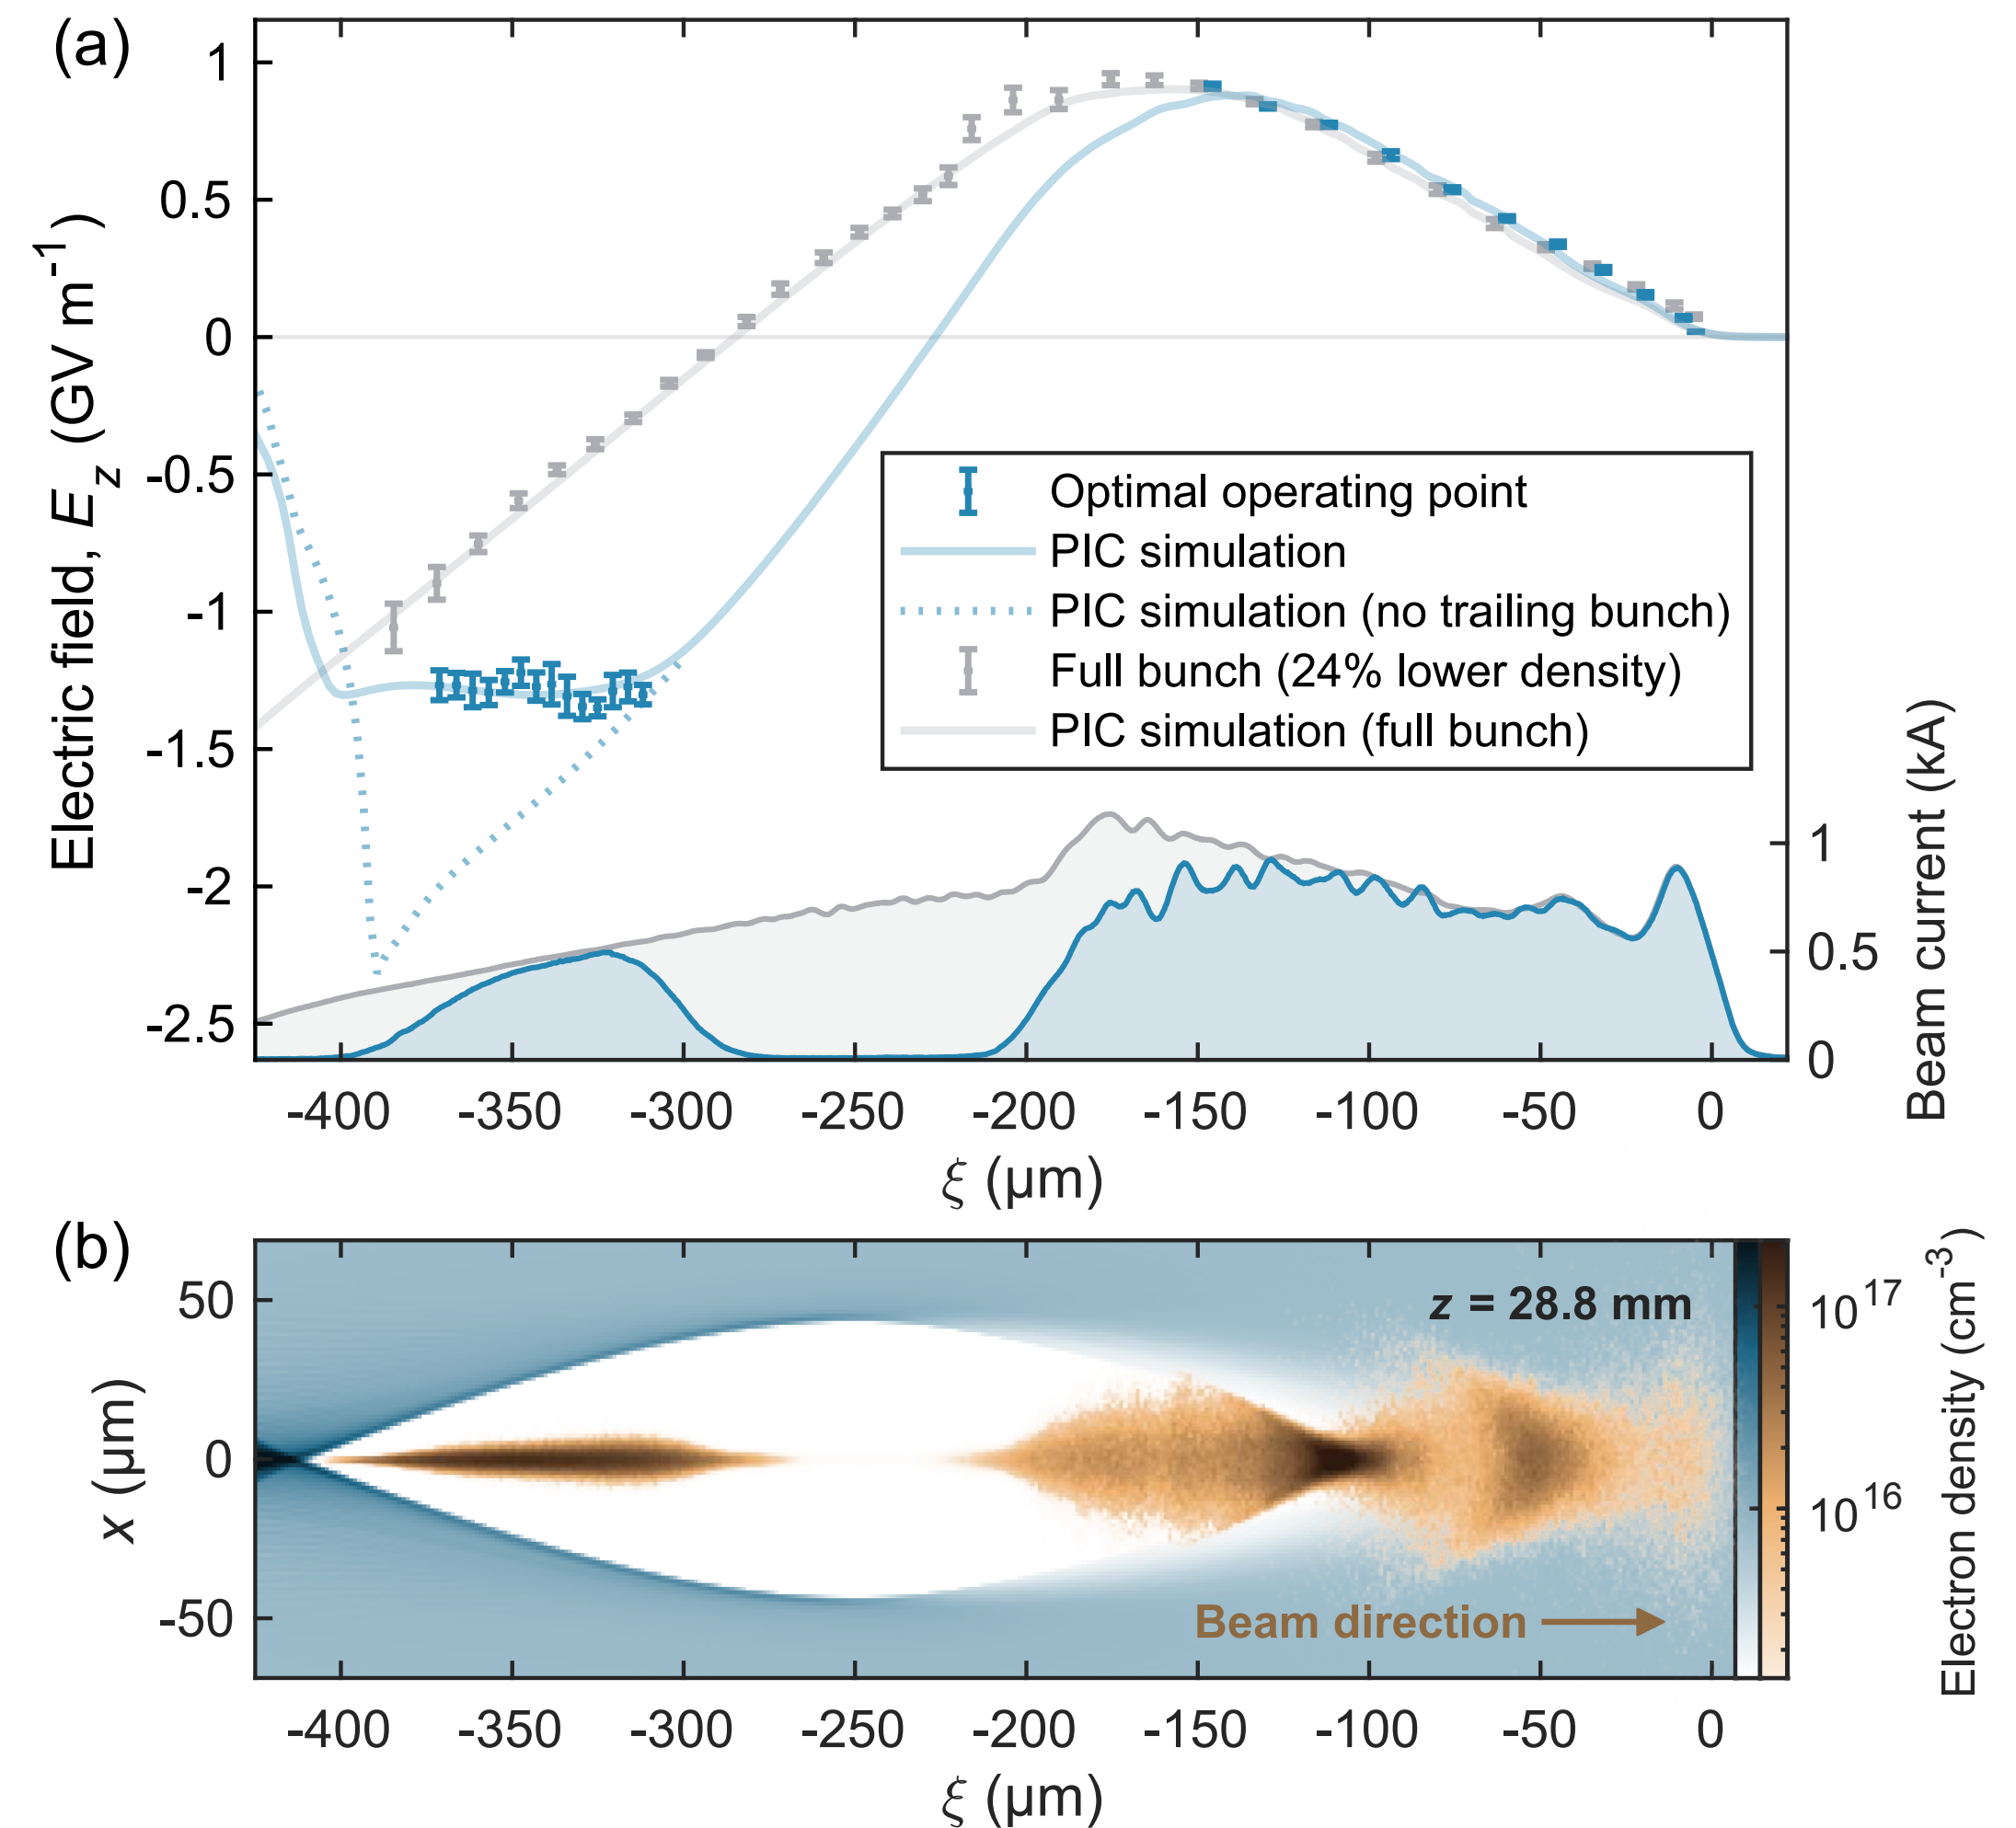 (a)
Electric field, E_z (GV m^-1)
1
0.5
0
-0.5
-1
-1.5
-2
-2.5
Optimal operating point
PIC simulation
PIC simulation (no trailing bunch)
Full bunch (24% lower density)
PIC simulation (full bunch)
Beam current (kA)
1
0.5
0
-400 -350 -300 -250 -200 -150 -100 -50 0
ξ (μm)
(b)
x (μm)
50
0
-50
z = 28.8 mm
Beam direction
Electron density (cm^-3)
10^17
10^16
-400 -350 -300 -250 -200 -150 -100 -50 0
ξ (μm)